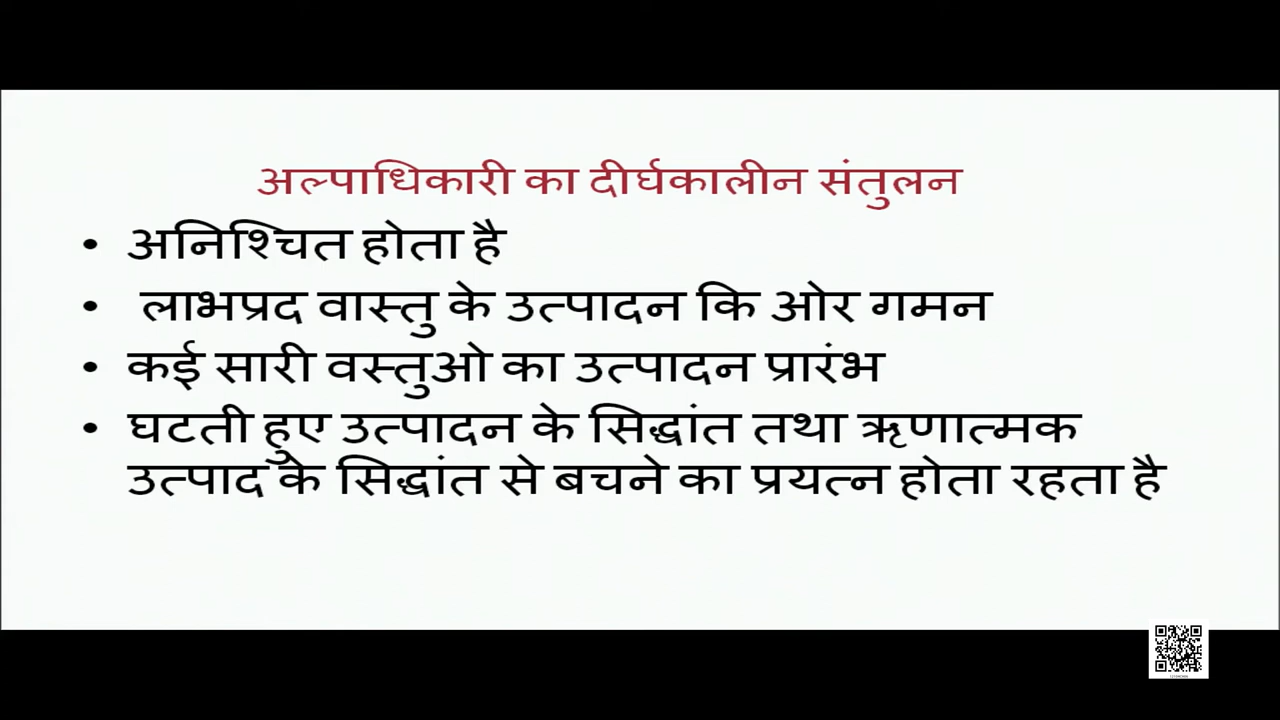 अल्पाधिकारी का दीर्घकालीन संतुलन
• अनिश्चित होता है
• लाभप्रद वास्तु के उत्पादन कि ओर गमन
• कई सारी वस्तुओ का उत्पादन प्रारंभ
• घटती हुए उत्पादन के सिद्धांत तथा ऋणात्मक
उत्पाद के सिद्धांत से बचने का प्रयत्न होता रहता है